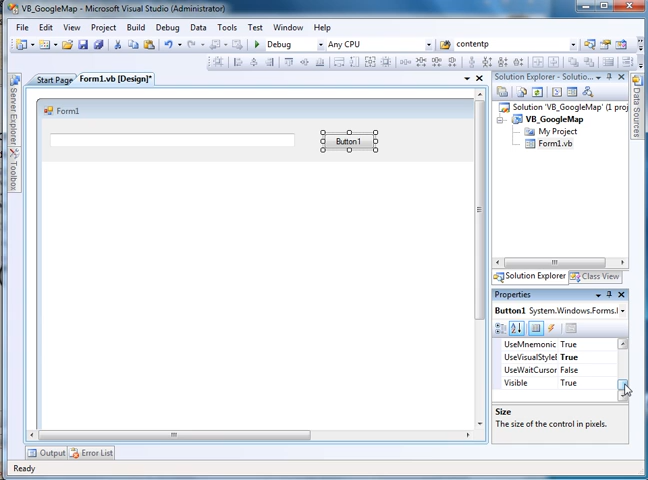 VB_GoogleMap - Microsoft Visual Studio (Administrator)
File Edit View Project Build Debug Data Tools Test Window Help
Debug Any CPU contentp
Start Page Form1.vb [Design]*
Server Explorer
Toolbox
Form1
Button1
Solution Explorer - Solutio...
Solution 'VB_GoogleMap' (1 proj
VB_GoogleMap
My Project
Form1.vb
Data Sources
Solution Explorer Class View
Properties
Button1 System.Windows.Forms.I
UseMnemonic True
UseVisualStylel True
UseWaitCursor False
Visible True
Size
The size of the control in pixels.
Output Error List
Ready